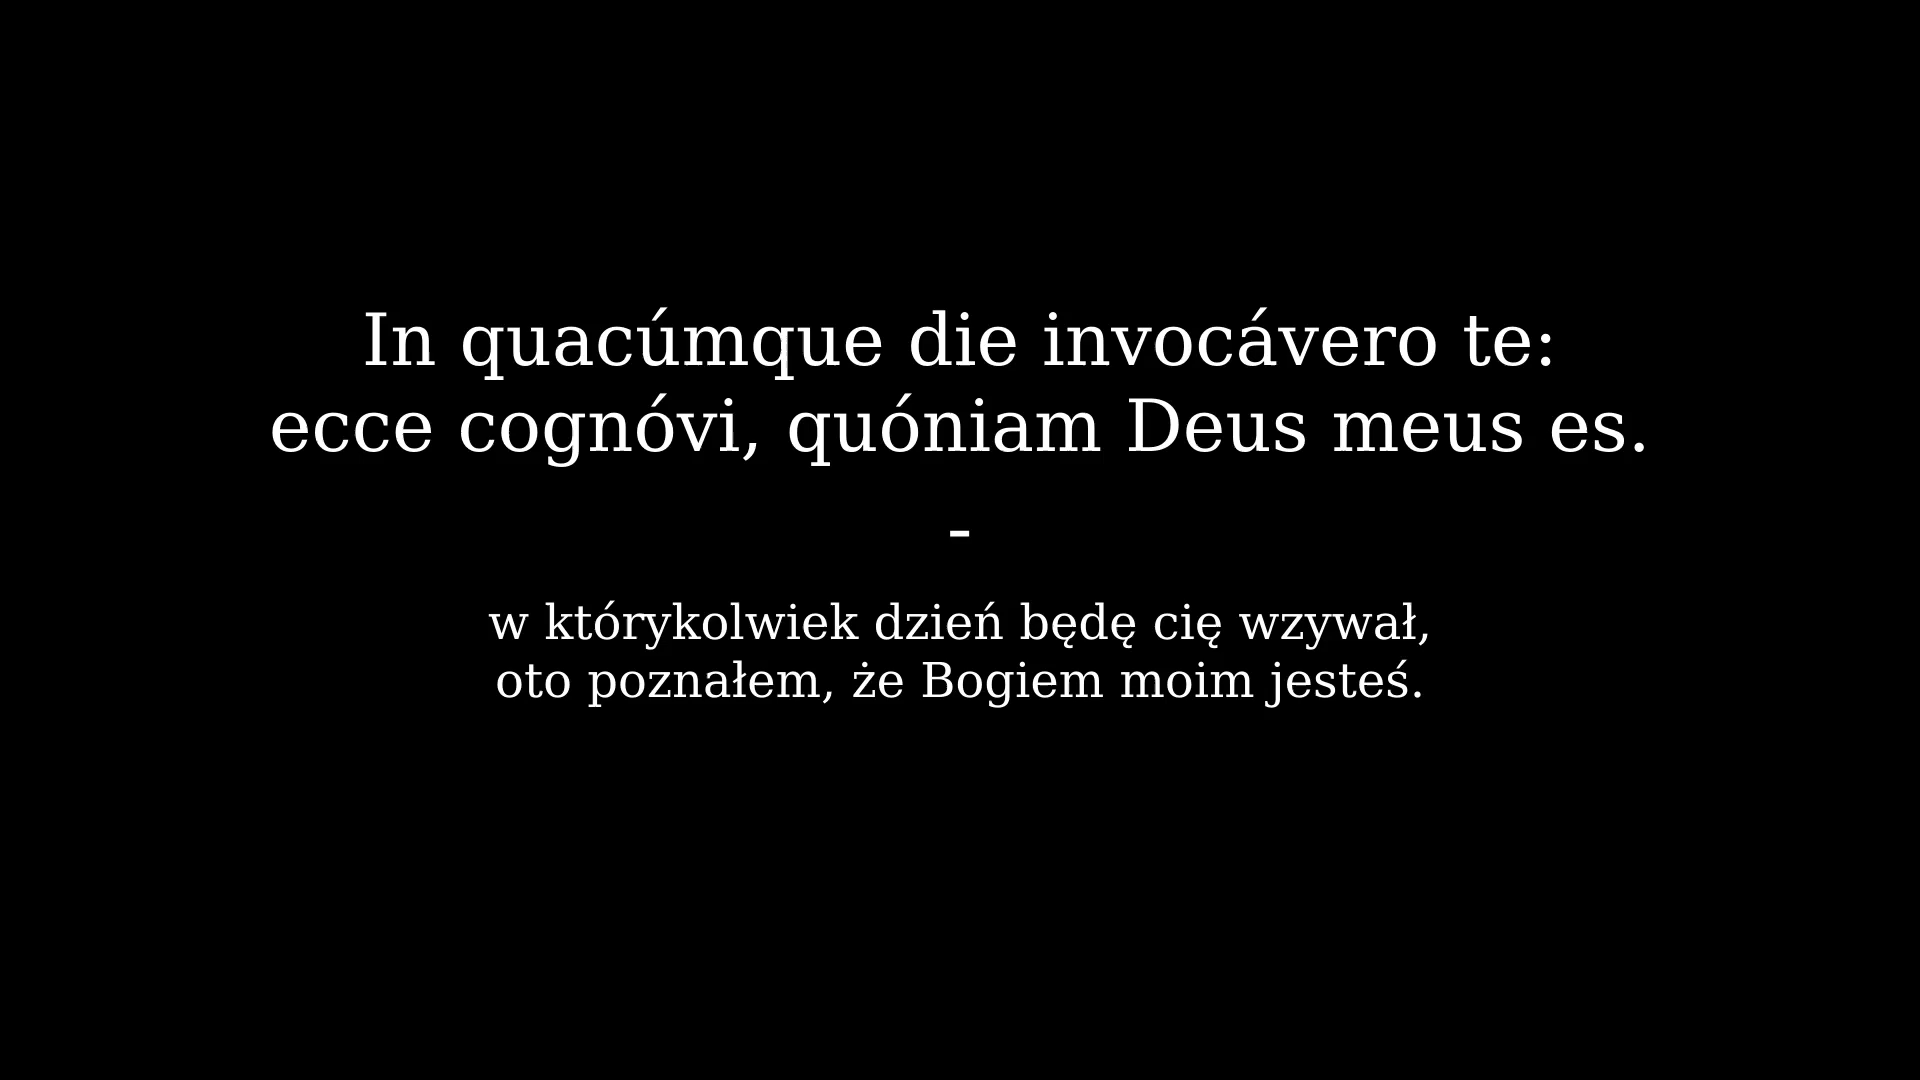 In quacúmque die invocávero te:
ecce cognóvi, quóniam Deus meus es.
-
w którykolwiek dzień będę cię wzywał,
oto poznałem, że Bogiem moim jesteś.